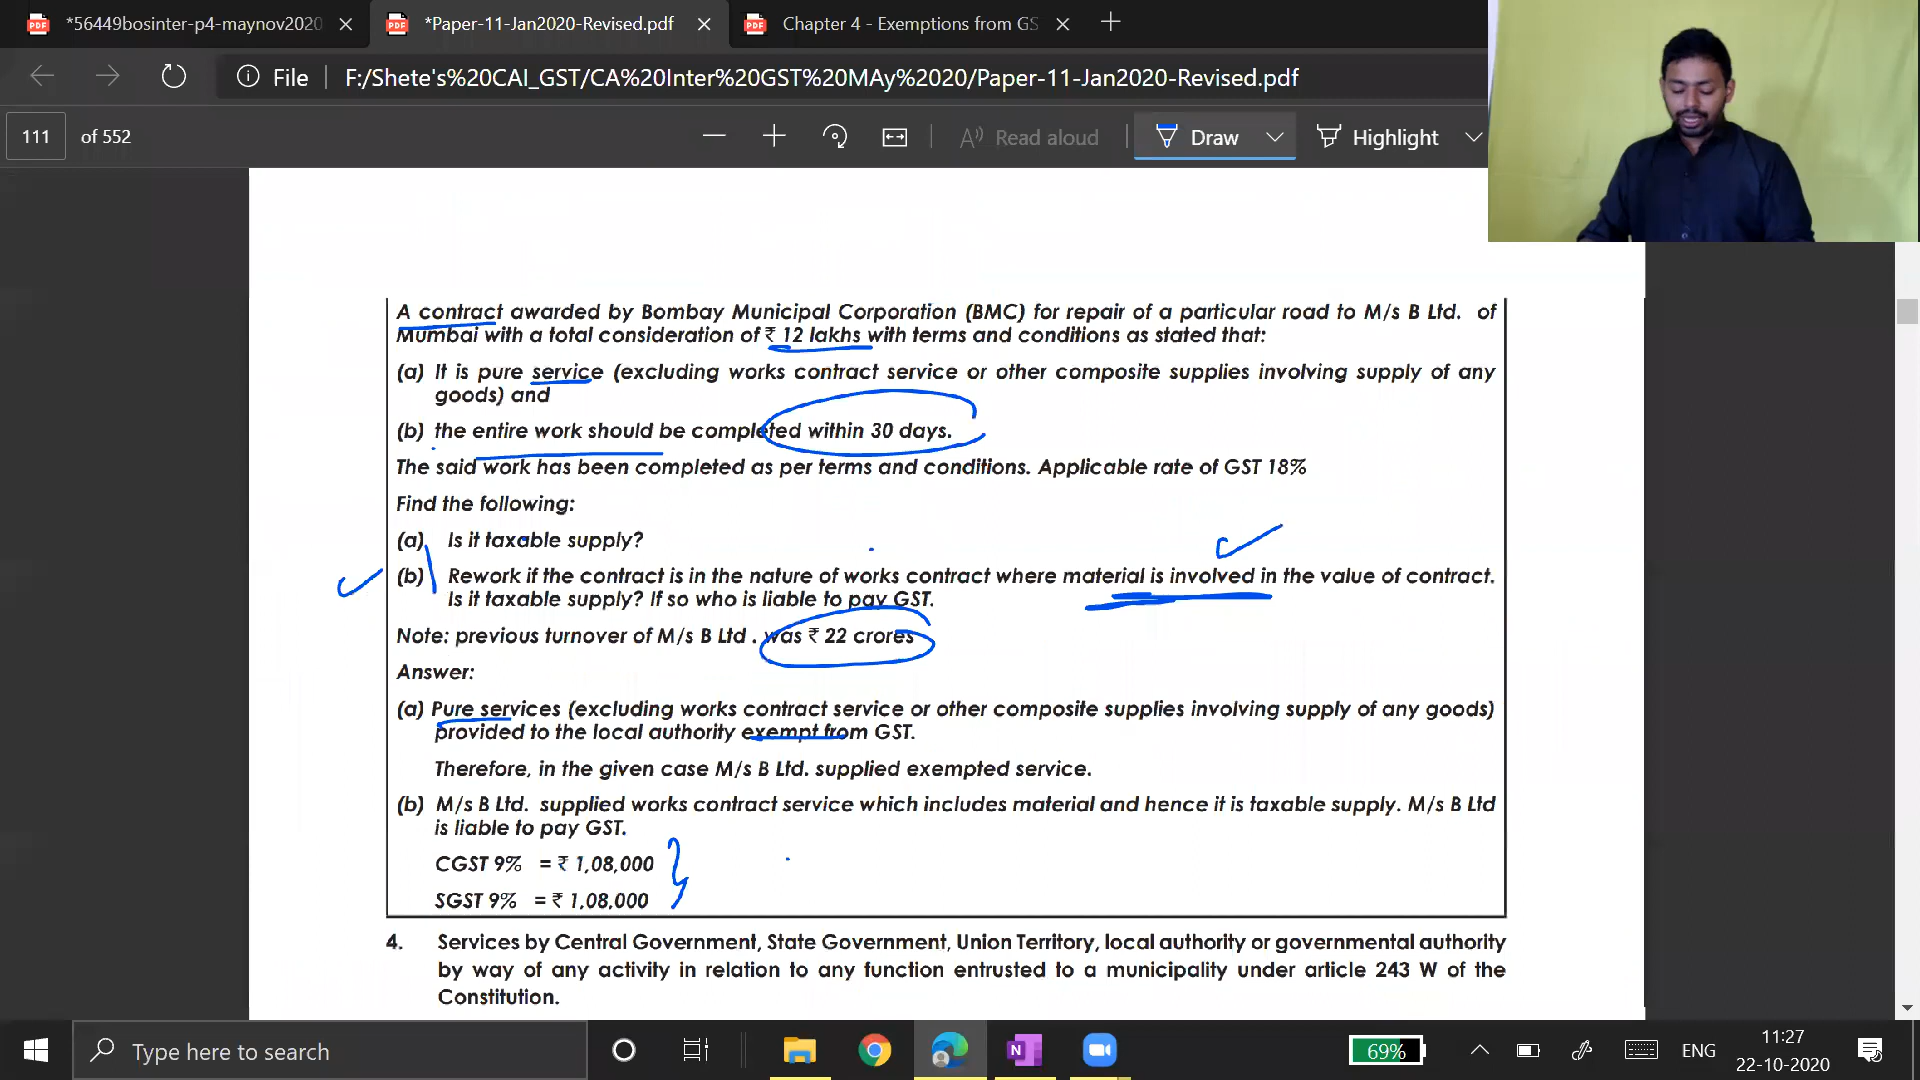 *56449bosinter-p4-maynov2020
*Paper-11-Jan2020-Revised.pdf
Chapter 4 - Exemptions from GS
File
F:/Shete's%20CAI_GST/CA%20Inter%20GST%20MAy%2020/Paper-11-Jan2020-Revised.pdf
111 of 552
Read aloud
Draw
Highlight
A contract awarded by Bombay Municipal Corporation (BMC) for repair of a particular road to M/s B Ltd. of
Mumbai with a total consideration of ₹ 12 lakhs with terms and conditions as stated that:
(a) It is pure service (excluding works contract service or other composite supplies involving supply of any
goods) and
(b) the entire work should be completed within 30 days.
The said work has been completed as per terms and conditions. Applicable rate of GST 18%
Find the following:
(a) Is it taxable supply?
(b) Rework if the contract is in the nature of works contract where material is involved in the value of contract.
Is it taxable supply? If so who is liable to pay GST.
Note: previous turnover of M/s B Ltd . was ₹ 22 crores
Answer:
(a) Pure services (excluding works contract service or other composite supplies involving supply of any goods)
provided to the local authority exempt from GST.
Therefore, in the given case M/s B Ltd. supplied exempted service.
(b) M/s B Ltd. supplied works contract service which includes material and hence it is taxable supply. M/s B Ltd
is liable to pay GST.
CGST 9% = ₹ 1,08,000
SGST 9% = ₹ 1,08,000
4. Services by Central Government, State Government, Union Territory, local authority or governmental authority
by way of any activity in relation to any function entrusted to a municipality under article 243 W of the
Constitution.
Type here to search
69%
ENG
11:27
22-10-2020